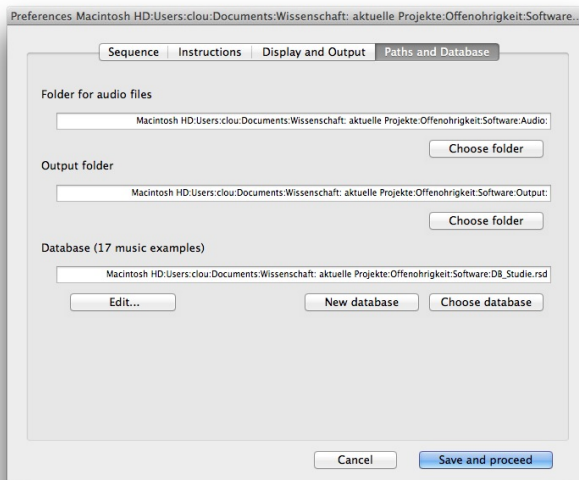 Preferences Macintosh HD:Users:clou:Documents:Wissenschaft: aktuelle Projekte:Offenohrigkeit:Software...
Sequence Instructions Display and Output Paths and Database
Folder for audio files
Macintosh HD:Users:clou:Documents:Wissenschaft: aktuelle Projekte:Offenohrigkeit:Software:Audio:
Choose folder
Output folder
Macintosh HD:Users:clou:Documents:Wissenschaft: aktuelle Projekte:Offenohrigkeit:Software:Output:
Choose folder
Database (17 music examples)
Macintosh HD:Users:clou:Documents:Wissenschaft: aktuelle Projekte:Offenohrigkeit:Software:DB_Studie.rsd
Edit... New database Choose database
Cancel Save and proceed